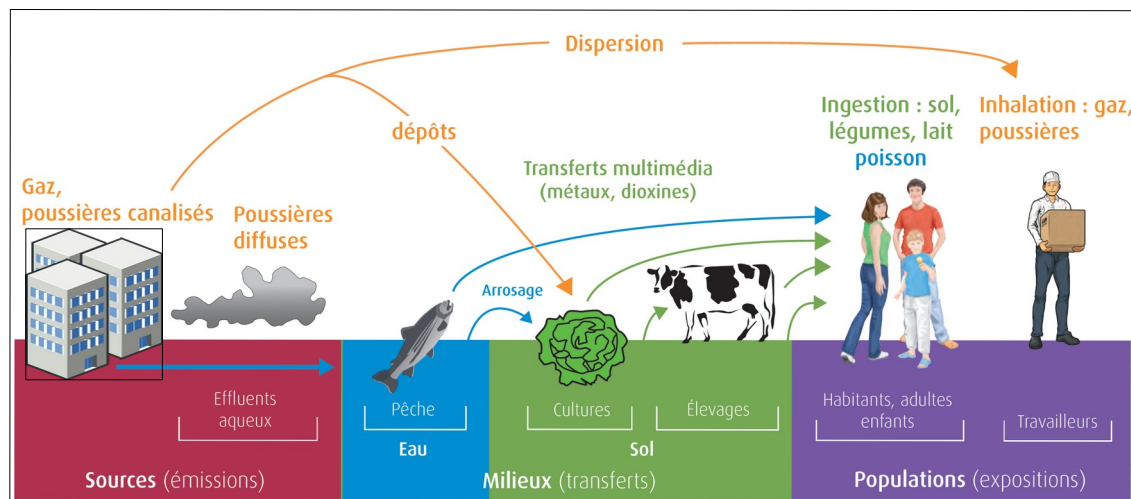 Dispersion
dépôts
Ingestion : sol,
légumes, lait
poisson
Inhalation : gaz,
poussières
Transferts multimédia
(métaux, dioxines)
Gaz,
poussières canalisés
Poussières
diffuses
Arrosage
Effluents
aqueux
Pêche
Cultures
Élevages
Habitants, adultes
enfants
Travailleurs
Eau
Sol
Sources (émissions)
Milieux (transferts)
Populations (expositions)